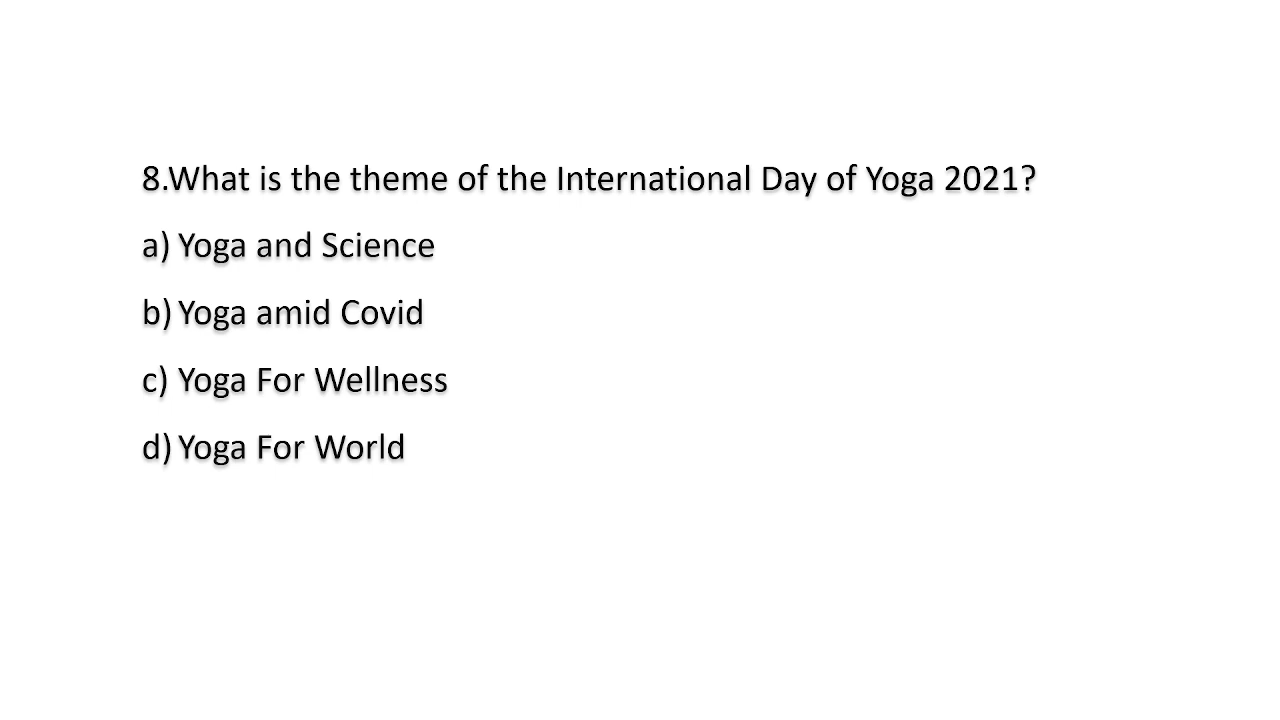 8.What is the theme of the International Day of Yoga 2021?
a) Yoga and Science
b) Yoga amid Covid
c) Yoga For Wellness
d) Yoga For World